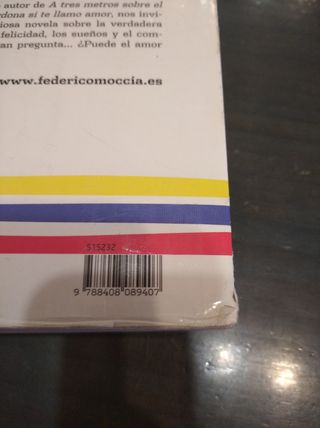 autor de A tres metros sobre el
dona si te llamo amor, nos invi-
iosa novela sobre la verdadera
felicidad, los sueños y el com-
an pregunta... ¿Puede el amor
www.federicomoccia.es
515232
9 788408 089407